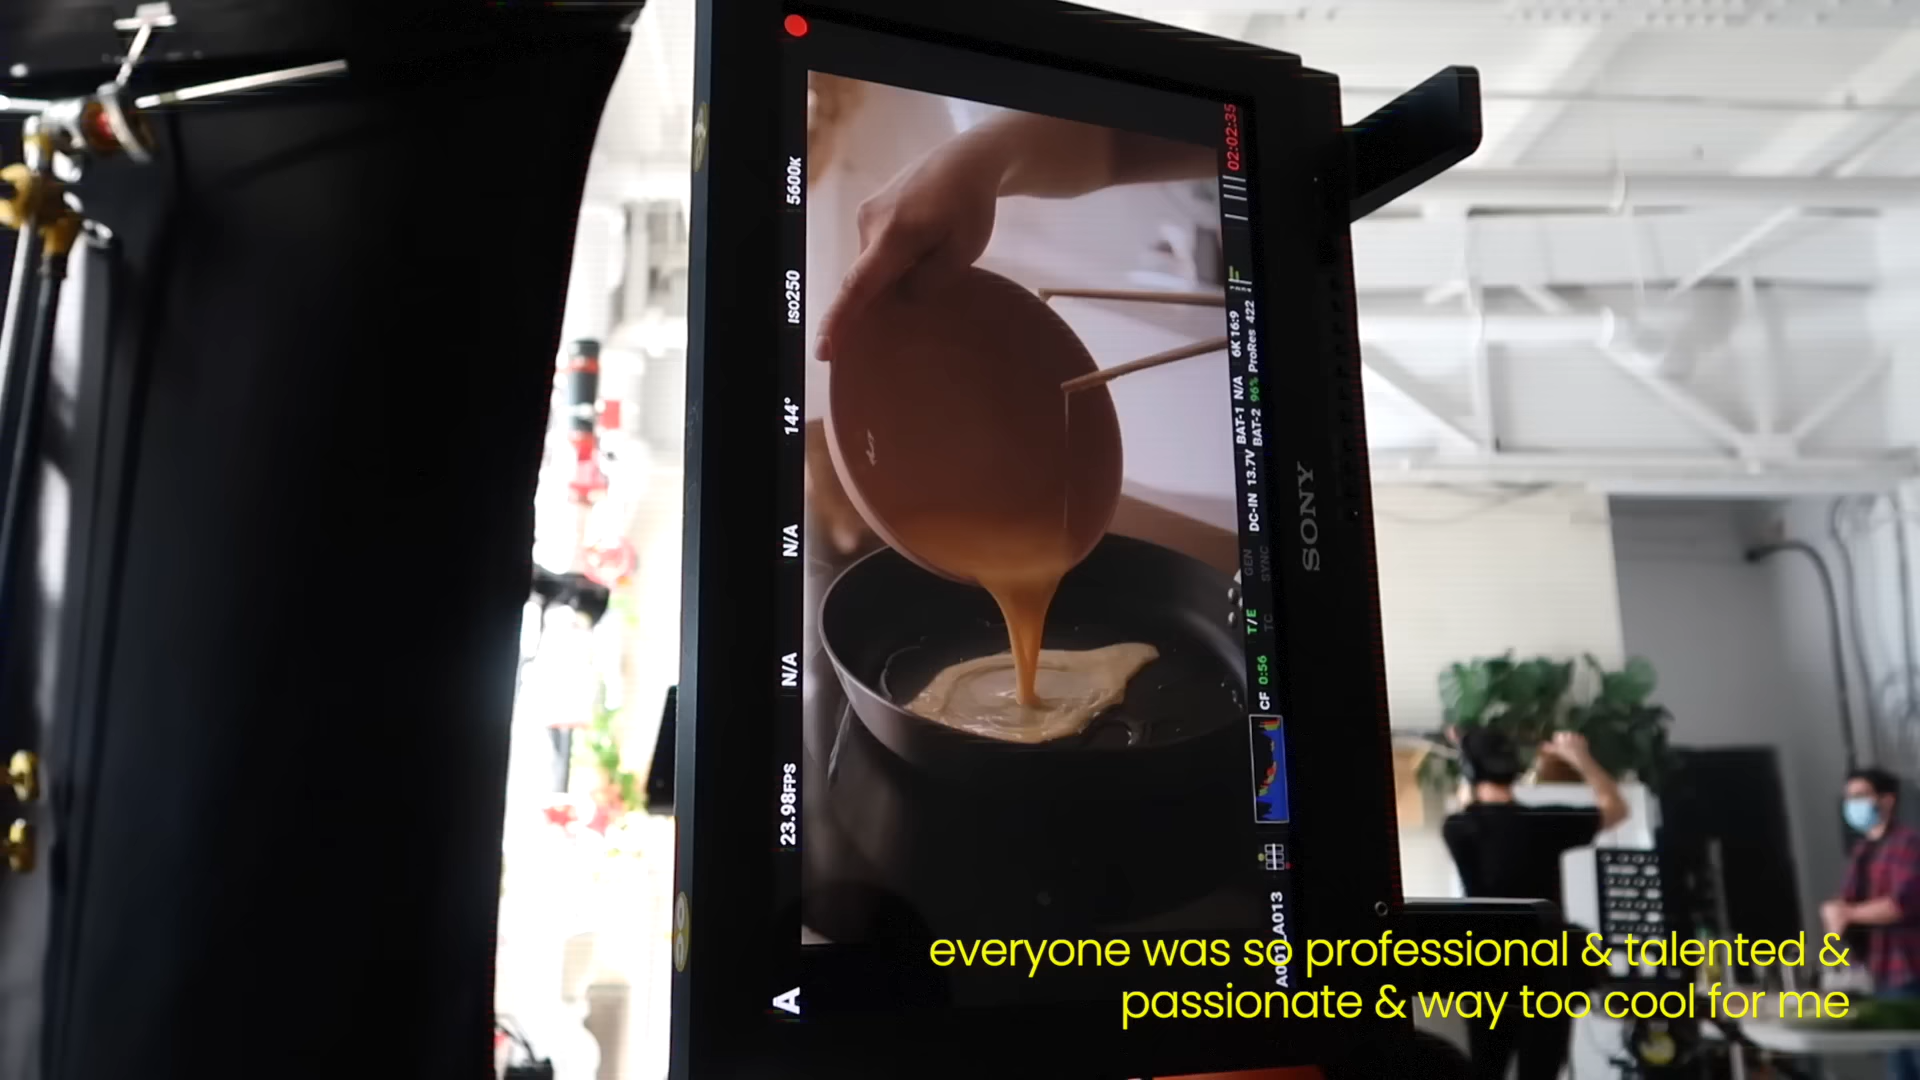 A
23.98FPS
N/A
N/A
144°
ISO250
5600K
A001_A013
CF 0:56
T/E
TC
GEN
SYNC
DC-IN 13.7V
BAT-1 N/A
BAT-2 96%
6K 16:9
ProRes 422
02:02:35
SONY
everyone was so professional & talented &
passionate & way too cool for me